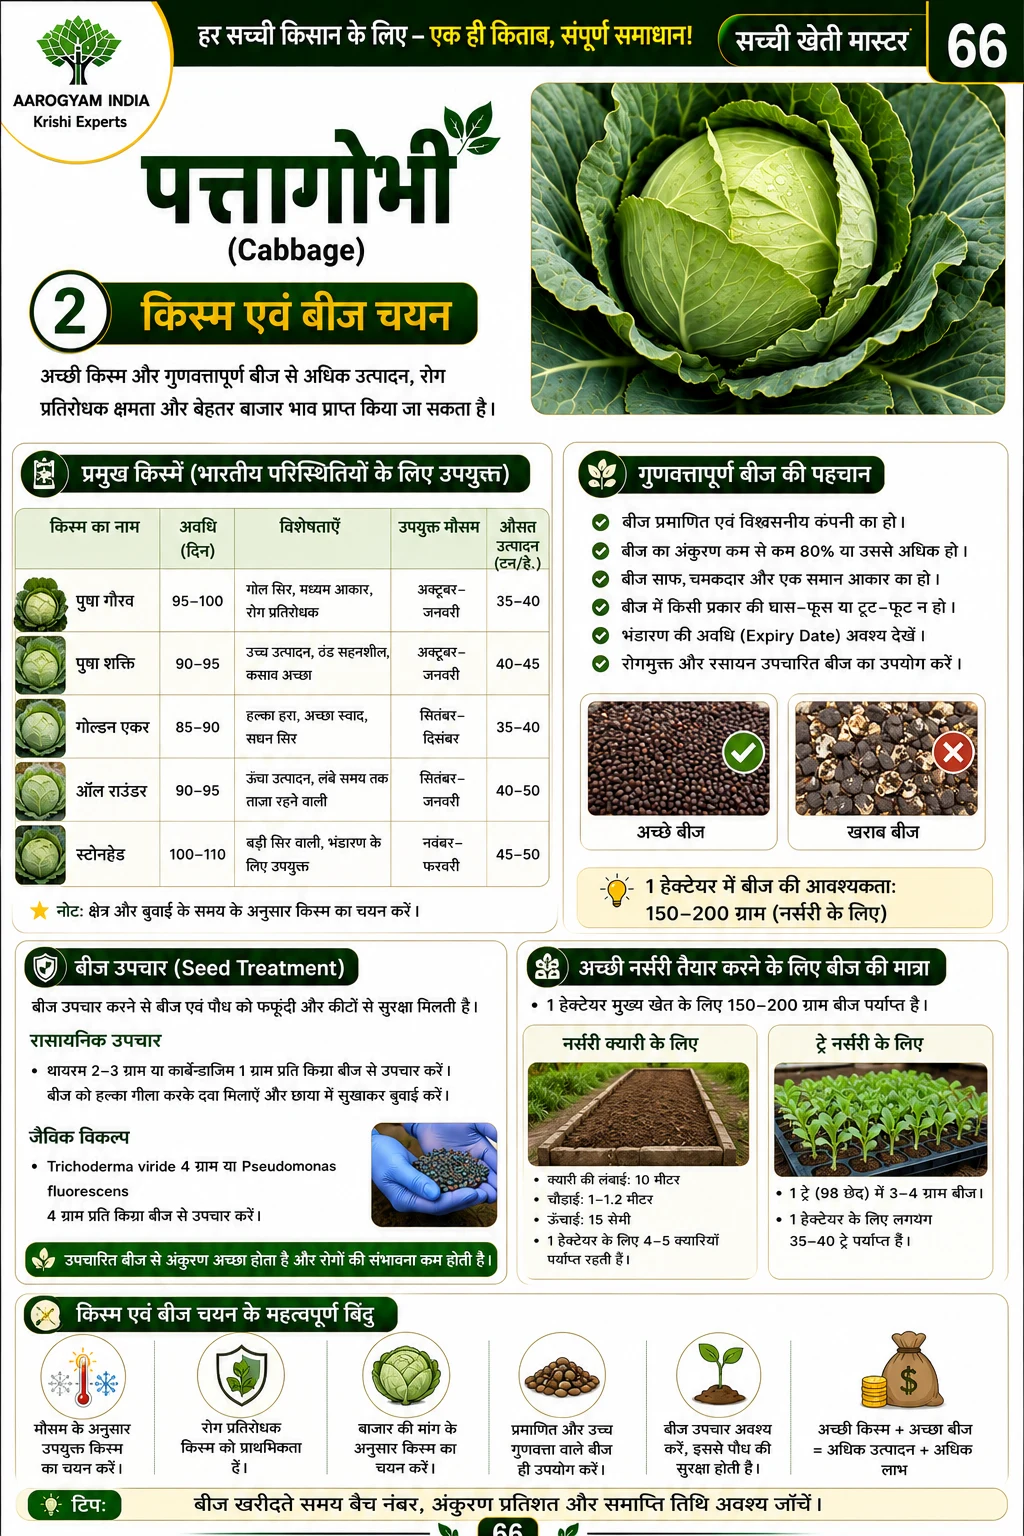 हर सच्ची किसान के लिए – एक ही किताब, संपूर्ण समाधान!
सच्ची खेती मास्टर
66
AAROGYAM INDIA
Krishi Experts
पत्तागोभी
(Cabbage)
2
किस्म एवं बीज चयन
अच्छी किस्म और गुणवत्तापूर्ण बीज से अधिक उत्पादन, रोग
प्रतिरोधक क्षमता और बेहतर बाजार भाव प्राप्त किया जा सकता है।
प्रमुख किस्में (भारतीय परिस्थितियों के लिए उपयुक्त)
किस्म का नाम अवधि (दिन) विशेषताएँ उपयुक्त मौसम औसत उत्पादन (टन/हे.)
पुषा गौरव 95–100 गोल सिर, मध्यम आकार, रोग प्रतिरोधक अक्टूबर–जनवरी 35–40
पुषा शक्ति 90–95 उच्च उत्पादन, ठंड सहनशील, कसाव अच्छा अक्टूबर–जनवरी 40–45
गोल्डन एकर 85–90 हल्का हरा, अच्छा स्वाद, सघन सिर सितंबर–दिसंबर 35–40
ऑल राउंडर 90–95 ऊंचा उत्पादन, लंबे समय तक ताजा रहने वाली सितंबर–जनवरी 40–50
स्टोनहेड 100–110 बड़ी सिर वाली, भंडारण के लिए उपयुक्त नवंबर–फरवरी 45–50
नोट: क्षेत्र और बुवाई के समय के अनुसार किस्म का चयन करें।
गुणवत्तापूर्ण बीज की पहचान
बीज प्रमाणित एवं विश्वसनीय कंपनी का हो।
बीज का अंकुरण कम से कम 80% या उससे अधिक हो।
बीज साफ, चमकदार और एक समान आकार का हो।
बीज में किसी प्रकार की घास–फूस या टूट–फूट न हो।
भंडारण की अवधि (Expiry Date) अवश्य देखें।
रोगमुक्त और रसायन उपचारित बीज का उपयोग करें।
अच्छे बीज
खराब बीज
1 हेक्टेयर में बीज की आवश्यकता:
150–200 ग्राम (नर्सरी के लिए)
बीज उपचार (Seed Treatment)
बीज उपचार करने से बीज एवं पौध को फफूंदी और कीटों से सुरक्षा मिलती है।
रासायनिक उपचार
• थायरम 2–3 ग्राम या कार्बेन्डाजिम 1 ग्राम प्रति किग्रा बीज से उपचार करें।
बीज को हल्का गीला करके दवा मिलाएँ और छाया में सुखाकर बुवाई करें।
जैविक विकल्प
• Trichoderma viride 4 ग्राम या Pseudomonas
fluorescens
4 ग्राम प्रति किग्रा बीज से उपचार करें।
उपचारित बीज से अंकुरण अच्छा होता है और रोगों की संभावना कम होती है।
अच्छी नर्सरी तैयार करने के लिए बीज की मात्रा
• 1 हेक्टेयर मुख्य खेत के लिए 150–200 ग्राम बीज पर्याप्त है।
नर्सरी क्यारी के लिए
• क्यारी की लंबाई: 10 मीटर
• चौड़ाई: 1–1.2 मीटर
• ऊँचाई: 15 सेमी
• 1 हेक्टेयर के लिए 4–5 क्यारियाँ
पर्याप्त रहती हैं।
ट्रे नर्सरी के लिए
• 1 ट्रे (98 छेद) में 3–4 ग्राम बीज।
• 1 हेक्टेयर के लिए लगयंग
35–40 ट्रे पर्याप्त हैं।
किस्म एवं बीज चयन के महत्वपूर्ण बिंदु
मौसम के अनुसार
उपयुक्त किस्म
का चयन करें।
रोग प्रतिरोधक
किस्म को प्राथमिकता
दें।
बाजार की मांग के
अनुसार किस्म का
चयन करें।
प्रमाणित और उच्च
गुणवत्ता वाले बीज
ही उपयोग करें।
बीज उपचार अवश्य
करें, इससे पौध की
सुरक्षा होती है।
$
अच्छी किस्म + अच्छा बीज
= अधिक उत्पादन + अधिक
लाभ
टिप:
बीज खरीदते समय बैच नंबर, अंकुरण प्रतिशत और समाप्ति तिथि अवश्य जाँचें।
66